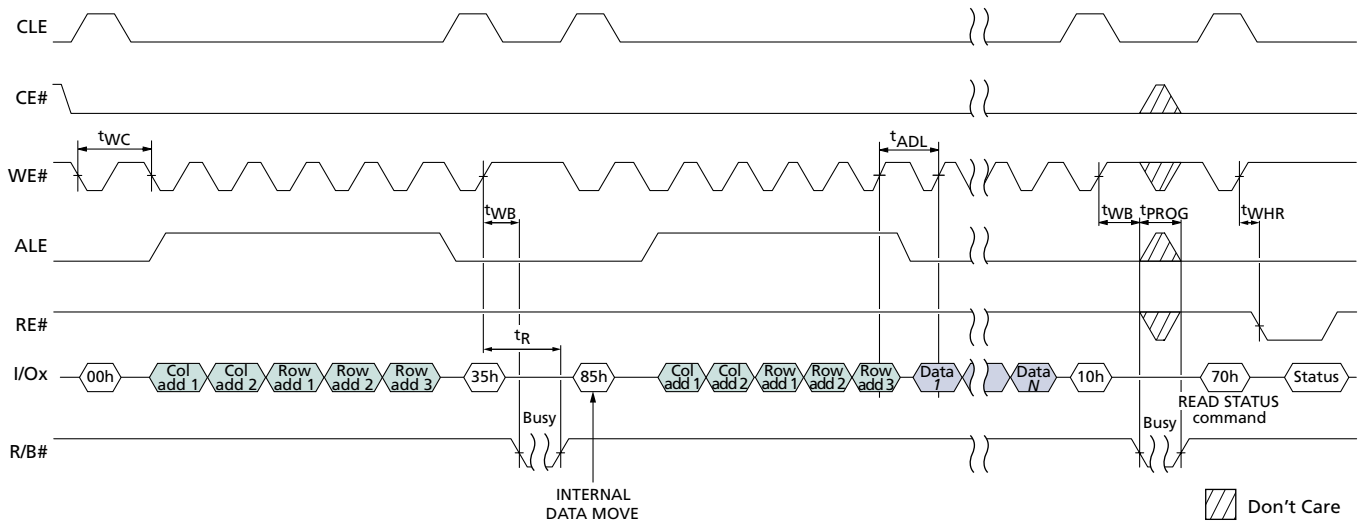 CLE
CE#
tWC
tADL
WE#
tWB
tWB
tPROG
tWHR
ALE
RE#
tR
I/Ox
00h
Col add 1
Col add 2
Row add 1
Row add 2
Row add 3
35h
85h
Col add 1
Col add 2
Row add 1
Row add 2
Row add 3
Data 1
Data N
10h
70h
Status
READ STATUS
command
Busy
Busy
R/B#
INTERNAL
DATA MOVE
Don't Care